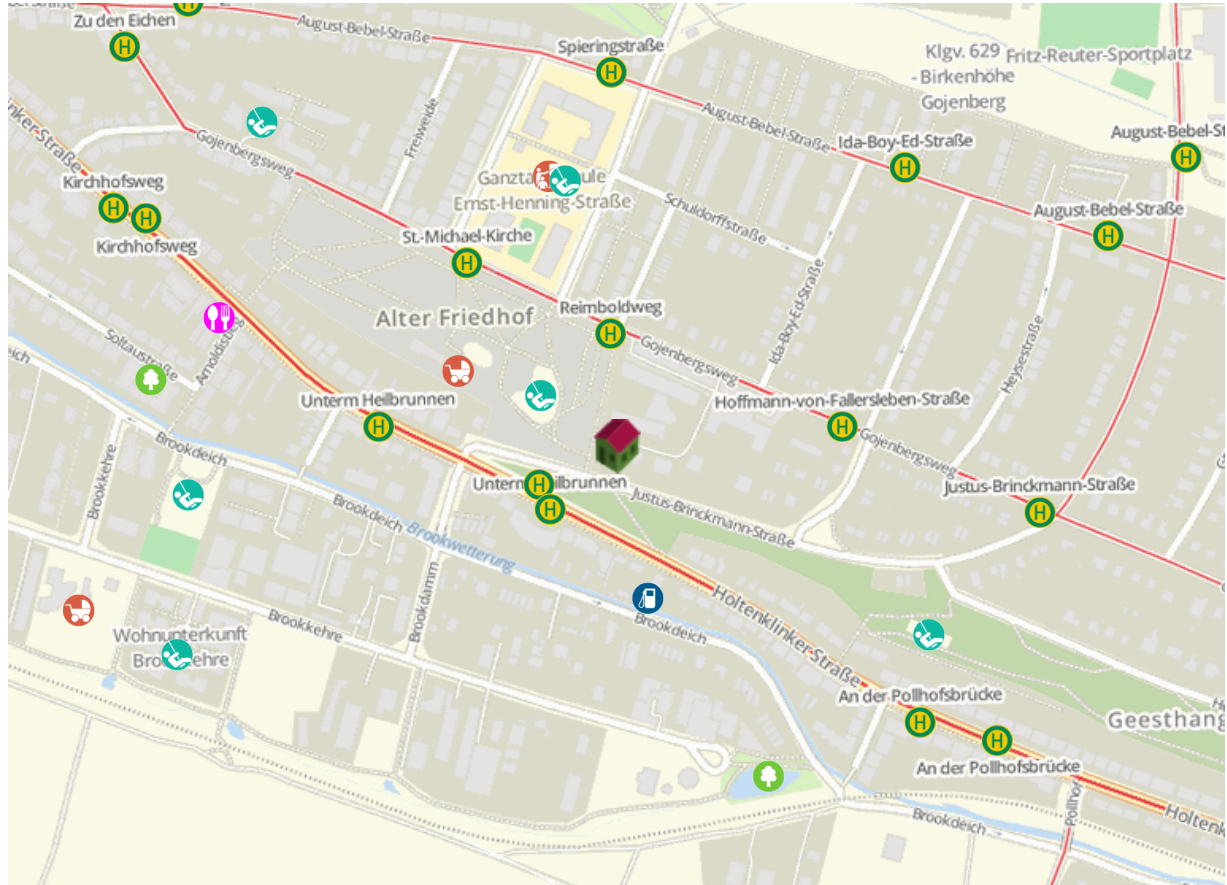 Zu den Eichen
H
H
August-Bebel-Straße
Spieringstraße
H
Klgv. 629
- Birkenhöhe
Gojenberg
Fritz-Reuter-Sportplatz
August-Bebel-Straße
Ida-Boy-Ed-Straße
H
August-Bebel-St
H
Freiweide
Gojenbergsweg
Kirchhofsweg
H
H
Kirchhofsweg
Ernst-Henning-Straße
Schuldorffstraße
August-Bebel-Straße
H
St.-Michael-Kirche
H
Ida-Boy-Ed-Straße
Reimboldweg
H
Alter Friedhof
Gojenbergsweg
Heysestraße
Soltaustraße
Unterm Heilbrunnen
H
Hoffmann-von-Fallersleben-Straße
H
Gojenbergsweg
Brookdeich
Brookkehre
H
H
Justus-Brinckmann-Straße
Justus-Brinckmann-Straße
H
Brookdeich
Brookwetterung
Brookdamm
Holtenklinker-Straße
Brookdeich
Brookkehre
Wohnunterkunft
An der Pollhofsbrücke
H
H
An der Pollhofsbrücke
Geesthang
Brookdeich